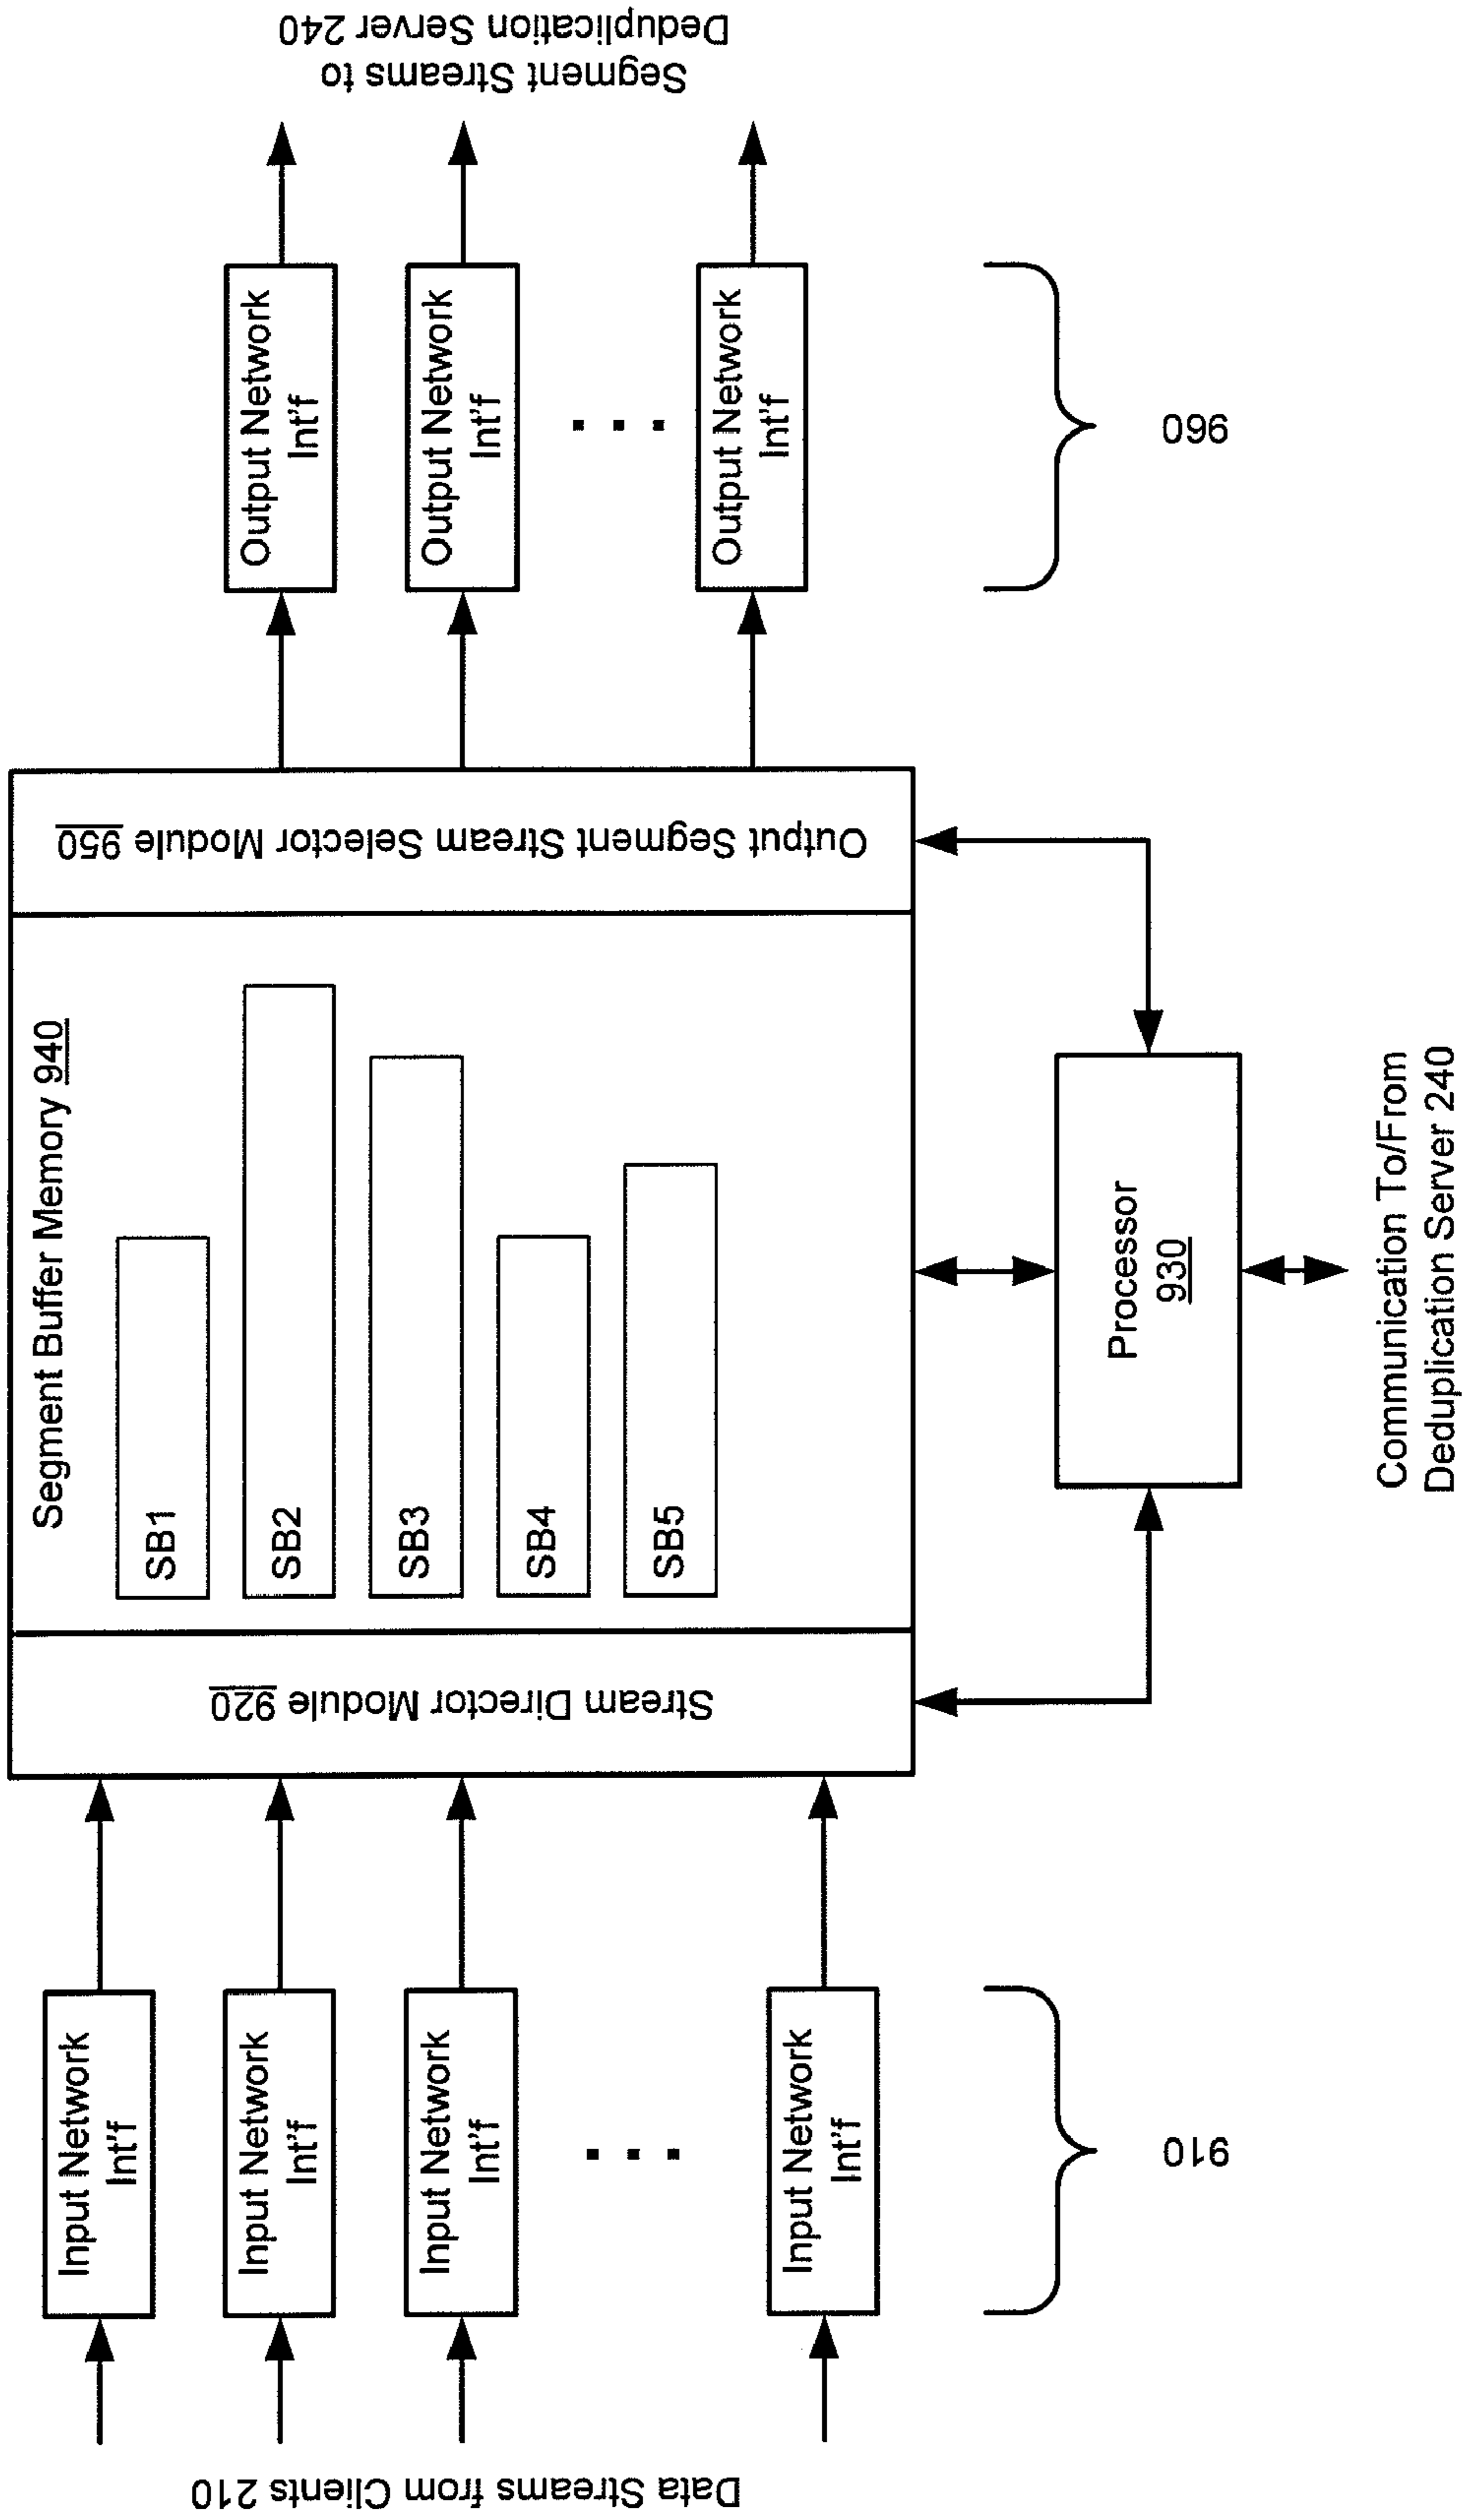 Data Streams from Clients 210
Input Network
Int'f
Input Network
Int'f
Input Network
Int'f
Input Network
Int'f
910
Stream Director Module 920
Segment Buffer Memory 940
SB1
SB2
SB3
SB4
SB5
Output Segment Stream Selector Module 950
Processor
930
Communication To/From
Deduplication Server 240
Output Network
Int'f
Output Network
Int'f
Output Network
Int'f
960
Segment Streams to
Deduplication Server 240